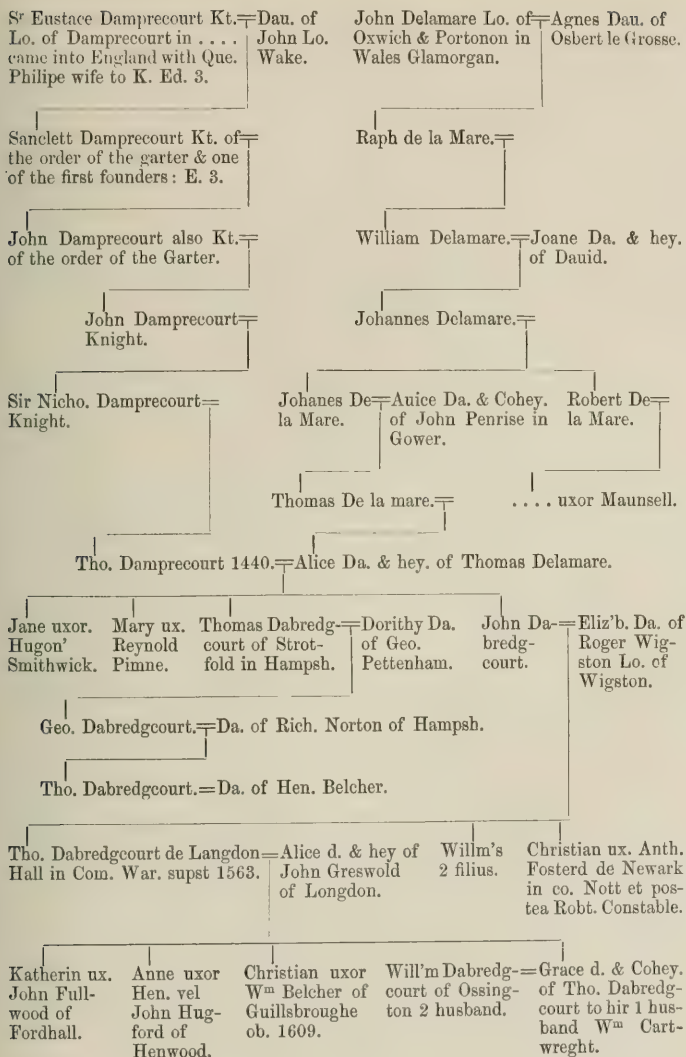 Sr Eustace Damprecourt Kt.
Lo. of Damprecourt in ....
came into England with Que.
Philipe wife to K. Ed. 3.
Dau. of
John Lo.
Wake.
John Delamare Lo. of
Oxwich & Portonon in
Wales Glamorgan.
Agnes Dau. of
Osbert le Grosse.
Sanclett Damprecourt Kt. of
the order of the garter & one
of the first founders: E. 3.
Raph de la Mare.
John Damprecourt also Kt.
of the order of the Garter.
William Delamare.
Joane Da. & hey.
of Dauid.
John Damprecourt
Knight.
Johannes Delamare.
Sir Nicho. Damprecourt
Knight.
Johanes De
la Mare.
Auice Da. & Cohey.
of John Penrise in
Gower.
Robert De
la Mare.
Thomas De la mare.
.... uxor Maunsell.
Tho. Damprecourt 1440.
Alice Da. & hey. of Thomas Delamare.
Jane uxor.
Hugon'
Smithwick.
Mary ux.
Reynold
Pimne.
Thomas Dabredg-
court of Strot-
fold in Hampsh.
Dorithy Da.
of Geo.
Pettenham.
John Da-
bredg-
court.
Eliz'b. Da. of
Roger Wig-
ston Lo. of
Wigston.
Geo. Dabredgcourt.
Da. of Rich. Norton of Hampsh.
Tho. Dabredgcourt.=Da. of Hen. Belcher.
Tho. Dabredgcourt de Langdon
Hall in Com. War. supst 1563.
Alice d. & hey of
John Greswold
of Longdon.
Willm's
2 filius.
Christian ux. Anth.
Fosterd de Newark
in co. Nott et pos-
tea Robt. Constable.
Katherin ux.
John Full-
wood of
Fordhall.
Anne uxor
Hen. vel
John Hug-
ford of
Henwood.
Christian uxor
Wm Belcher of
Guillsbroughe
ob. 1609.
Will'm Dabredg-
court of Ossing-
ton 2 husband.
Grace d. & Cohey.
of Tho. Dabredg-
court to hir 1 hus-
band Wm Cart-
wreght.